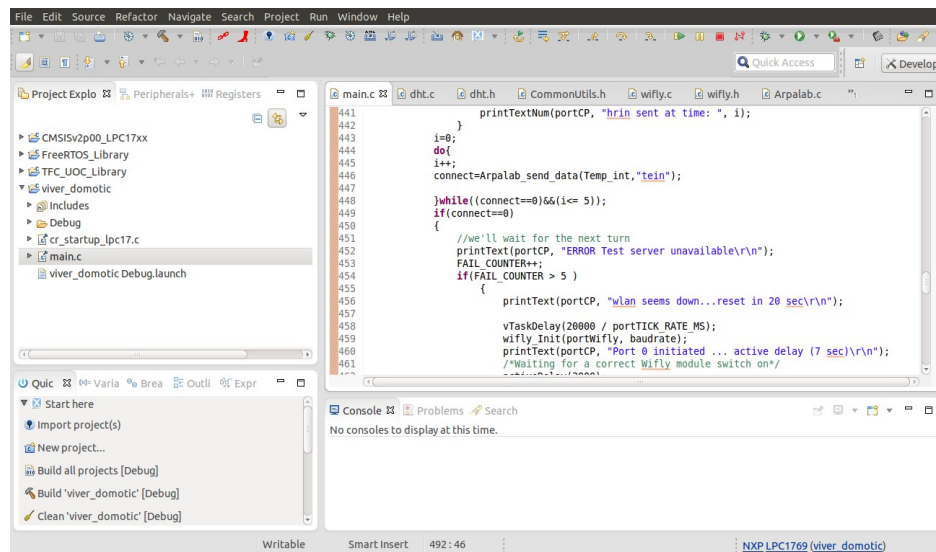 File Edit Source Refactor Navigate Search Project Run Window Help
Quick Access
Develop
Project Explo
Peripherals+
Registers
CMSISv2p00_LPC17xx
FreeRTOS_Library
TFC_UOC_Library
viver_domotic
Includes
Debug
cr_startup_lpc17.c
main.c
viver_domotic Debug.launch
main.c
dht.c
dht.h
CommonUtils.h
wifly.c
wifly.h
Arpalab.c
441 printTextNum(portCP, "hrin sent at time: ", i);
442 }
443 i=0;
444 do{
445 i++;
446 connect=Arpalab_send_data(Temp_int,"tein");
447
448 }while((connect==0)&&(i<= 5));
449 if(connect==0)
450 {
451 //we'll wait for the next turn
452 printText(portCP, "ERROR Test server unavailable\r\n");
453 FAIL_COUNTER++;
454 if(FAIL_COUNTER > 5 )
455 {
456 printText(portCP, "wlan seems down...reset in 20 sec\r\n");
457
458 vTaskDelay(20000 / portTICK_RATE_MS);
459 wifly_Init(portWifly, baudrate);
460 printText(portCP, "Port 0 initiated ... active delay (7 sec)\r\n");
461 /*Waiting for a correct Wifly module switch on*/
Quic
Varia
Brea
Outli
Expr
Start here
Import project(s)
New project...
Build all projects [Debug]
Build 'viver_domotic' [Debug]
Clean 'viver_domotic' [Debug]
Console
Problems
Search
No consoles to display at this time.
Writable
Smart Insert
492 : 46
NXP LPC1769 (viver_domotic)